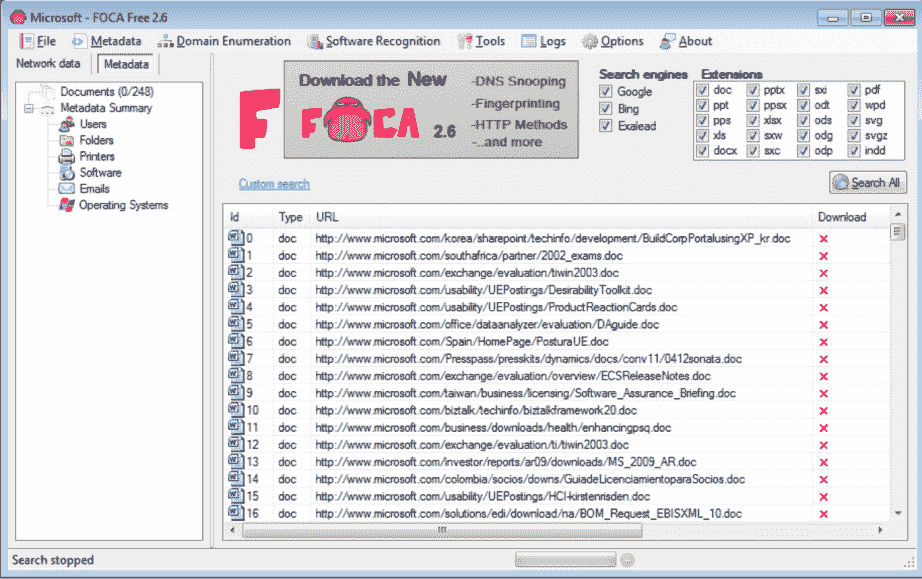 Microsoft - FOCA Free 2.6
File Metadata Domain Enumeration Software Recognition Tools Logs Options About
Network data Metadata
Documents (0/248)
Metadata Summary
Users
Folders
Printers
Software
Emails
Operating Systems
F
Download the New
FOCA 2.6
-DNS Snooping
-Fingerprinting
-HTTP Methods
-...and more
Search engines
Google
Bing
Exalead
Extensions
doc pptx sxi pdf
ppt ppsx odt wpd
pps xlsx ods svg
xls sxw odg svgz
docx sxc odp indd
Custom search
Search All
Id Type URL Download
0 doc http://www.microsoft.com/korea/sharepoint/techinfo/development/BuildCorpPortalusingXP_kr.doc
1 doc http://www.microsoft.com/southafrica/partner/2002_exams.doc
2 doc http://www.microsoft.com/exchange/evaluation/tiwin2003.doc
3 doc http://www.microsoft.com/usability/UEPostings/DesirabilityToolkit.doc
4 doc http://www.microsoft.com/usability/UEPostings/ProductReactionCards.doc
5 doc http://www.microsoft.com/office/dataanalyzer/evaluation/DAguide.doc
6 doc http://www.microsoft.com/Spain/HomePage/PosturaUE.doc
7 doc http://www.microsoft.com/Presspass/presskits/dynamics/docs/conv11/0412sonata.doc
8 doc http://www.microsoft.com/exchange/evaluation/overview/ECSReleaseNotes.doc
9 doc http://www.microsoft.com/taiwan/business/licensing/Software_Assurance_Briefing.doc
10 doc http://www.microsoft.com/biztalk/techinfo/biztalkframework20.doc
11 doc http://www.microsoft.com/business/downloads/health/enhancingpsq.doc
12 doc http://www.microsoft.com/exchange/evaluation/ti/tiwin2003.doc
13 doc http://www.microsoft.com/investor/reports/ar09/downloads/MS_2009_AR.doc
14 doc http://www.microsoft.com/colombia/socios/downs/GuiadeLicenciamientoparaSocios.doc
15 doc http://www.microsoft.com/usability/UEPostings/HCI-kirstenrisden.doc
16 doc http://www.microsoft.com/solutions/edi/download/na/BOM_Request_EBISXML_10.doc
Search stopped